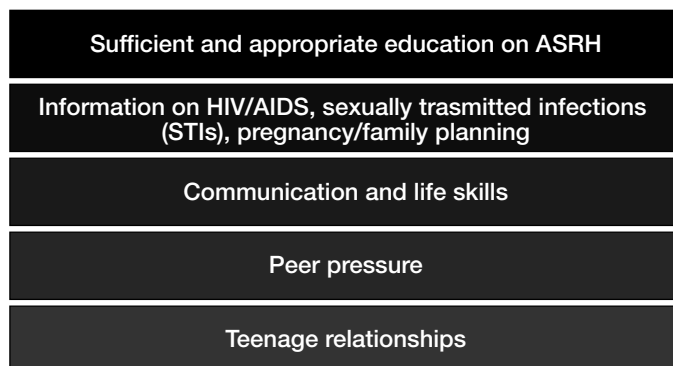 Sufficient and appropriate education on ASRH
Information on HIV/AIDS, sexually trasmitted infections
(STIs), pregnancy/family planning
Communication and life skills
Peer pressure
Teenage relationships